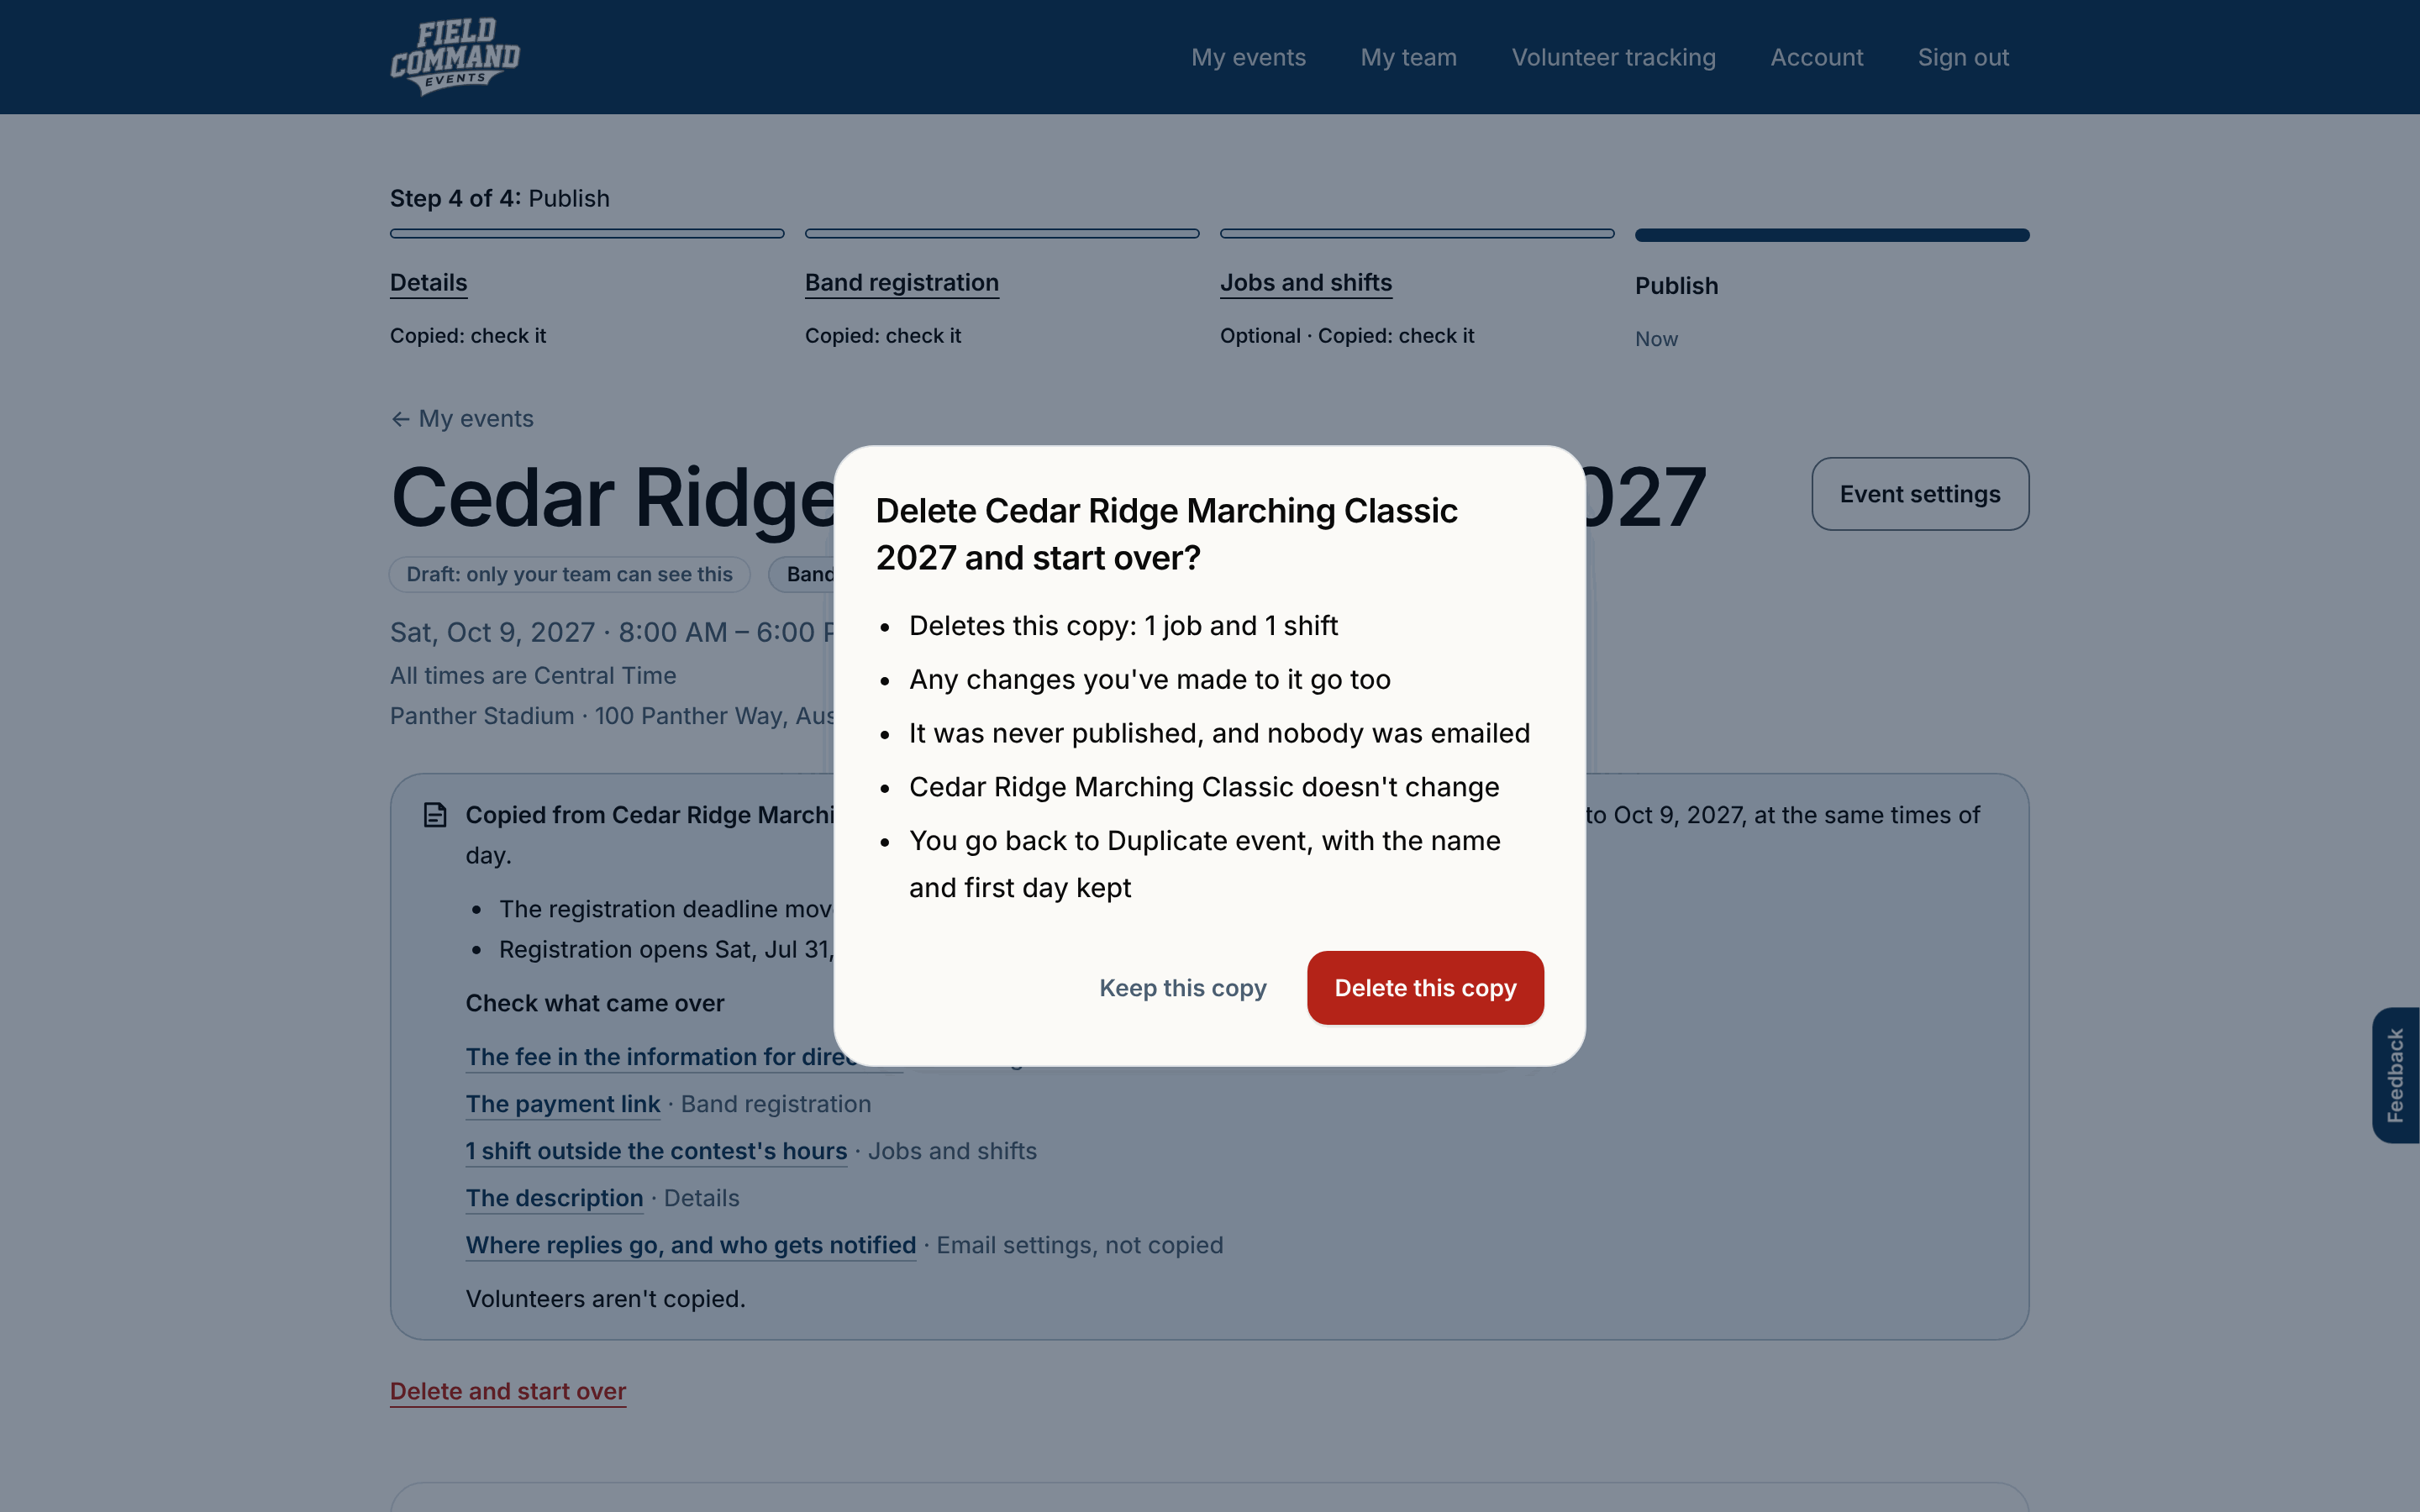 FIELD
COMMAND
EVENTS
My events
My team
Volunteer tracking
Account
Sign out
Step 4 of 4: Publish
Details
Band registration
Jobs and shifts
Publish
Copied: check it
Copied: check it
Optional · Copied: check it
Now
← My events
Cedar Ridge
027
Event settings
Draft: only your team can see this
Band
Sat, Oct 9, 2027 · 8:00 AM – 6:00
All times are Central Time
Panther Stadium · 100 Panther Way,
Delete Cedar Ridge Marching Classic
2027 and start over?
• Deletes this copy: 1 job and 1 shift
• Any changes you've made to it go too
• It was never published, and nobody was emailed
• Cedar Ridge Marching Classic doesn't change
• You go back to Duplicate event, with the name
and first day kept
Keep this copy
Delete this copy
Copied from Cedar Ridge
to Oct 9, 2027, at the same times of
day.
• The registration deadline
• Registration opens Sat, Jul 31,
Check what came over
The fee in the information for
The payment link · Band registration
1 shift outside the contest's hours · Jobs and shifts
The description · Details
Where replies go, and who gets notified · Email settings, not copied
Volunteers aren't copied.
Delete and start over
Feedback